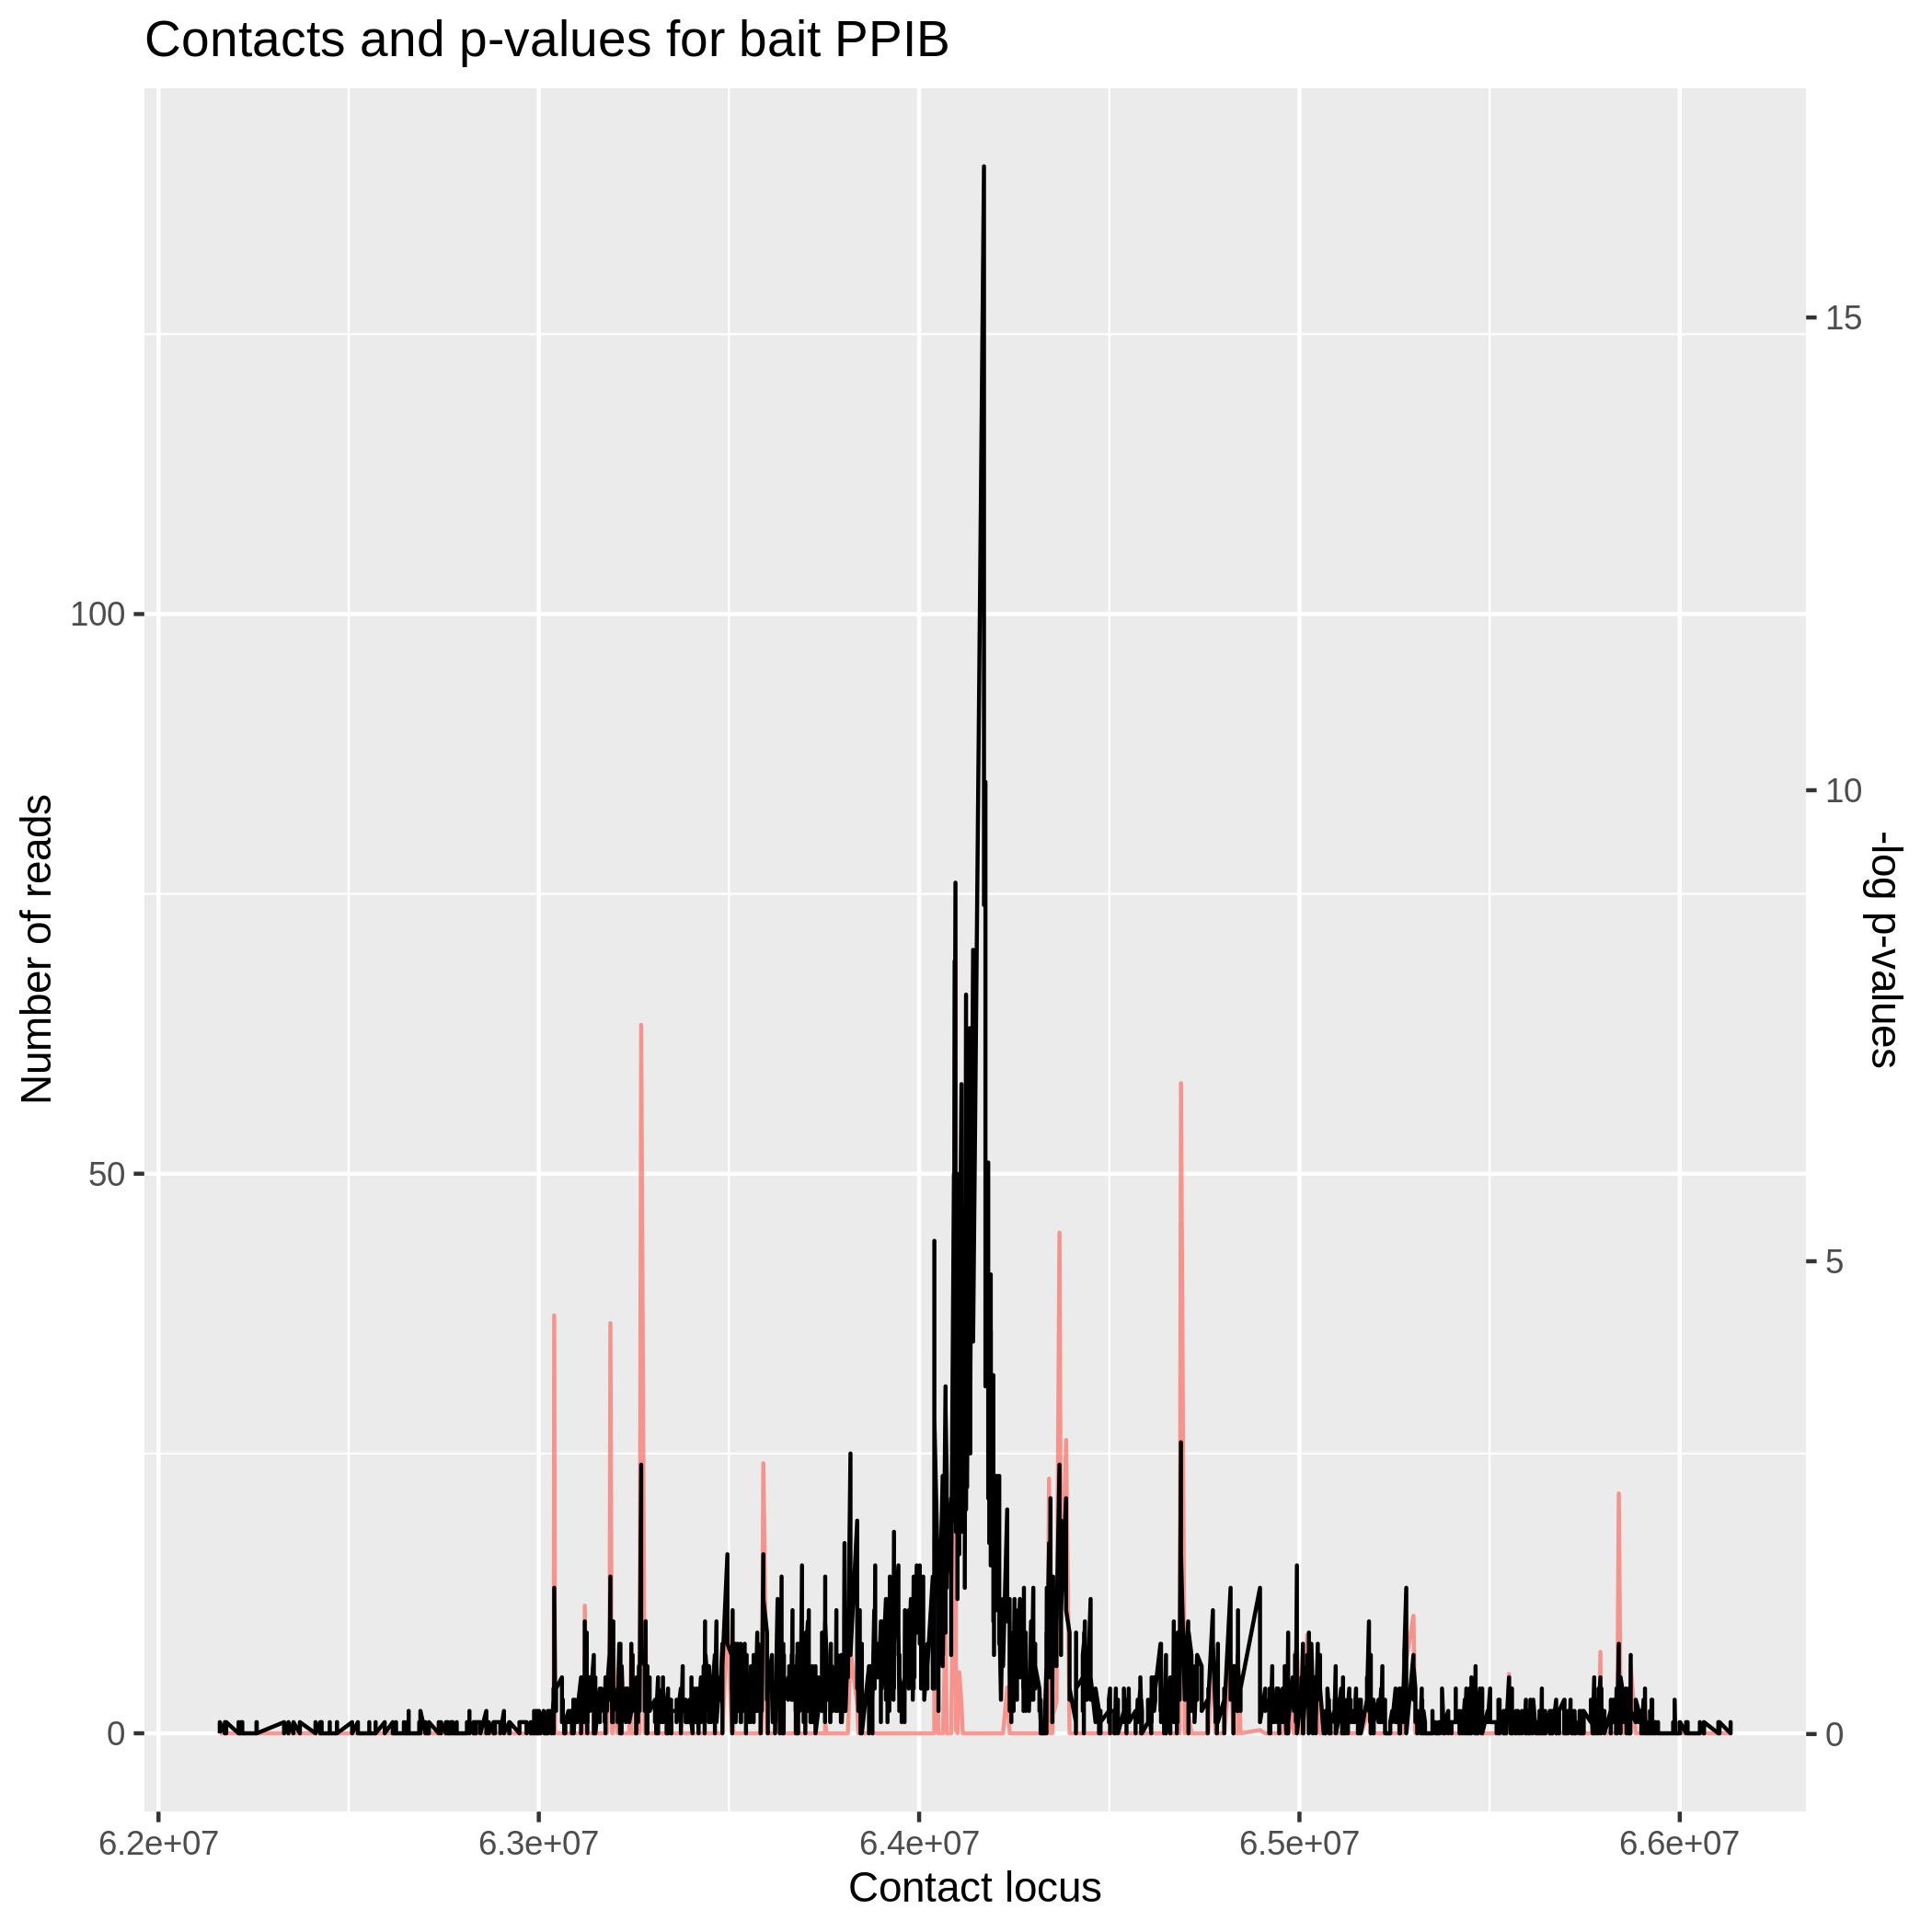 Contacts and p-values for bait PPIB
Number of reads
100
50
0
15
10
5
0
-log p-values
6.2e+07
6.3e+07
6.4e+07
6.5e+07
6.6e+07
Contact locus